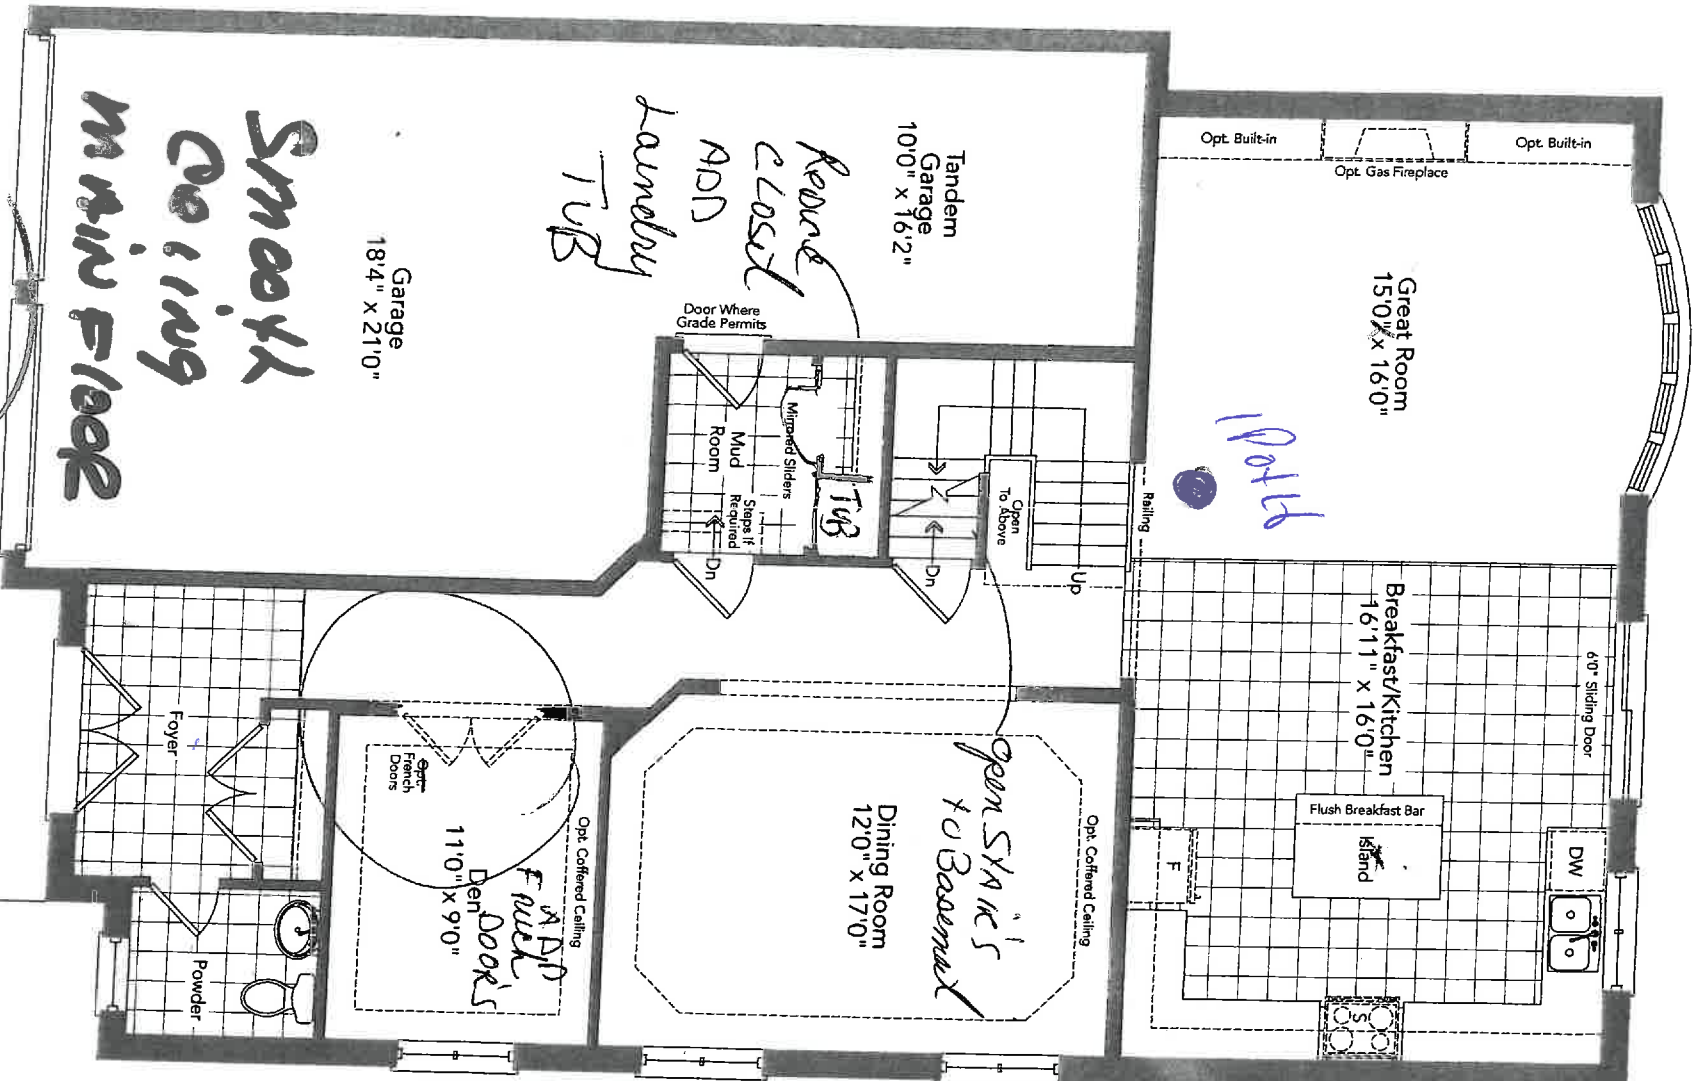 Opt. Built-in
Opt. Gas Fireplace
Opt. Built-in
Great Room
15'0" x 16'0"
Railing
6'0" Sliding Door
Breakfast/Kitchen
16'11" x 16'0"
Flush Breakfast Bar
Island
DW
F
S
Tandem
Garage
10'0" x 16'2"
Round
Closet
ADD
Laundry
TUB
Door Where
Grade Permits
Garage
18'4" x 21'0"
Smooth
Ceiling
MAIN FlooR
Mirrored Sliders
Mud
Room
Steps If
Required
Dn
TUB
Open
To Above
Up
Dn
Open STAIR'S
to Basement
Opt. Coffered Ceiling
Dining Room
12'0" x 17'0"
Opt. Coffered Ceiling
ADD
French
DOOR'S
Den
11'0" x 9'0"
Opt.
French
Doors
Foyer
Powder